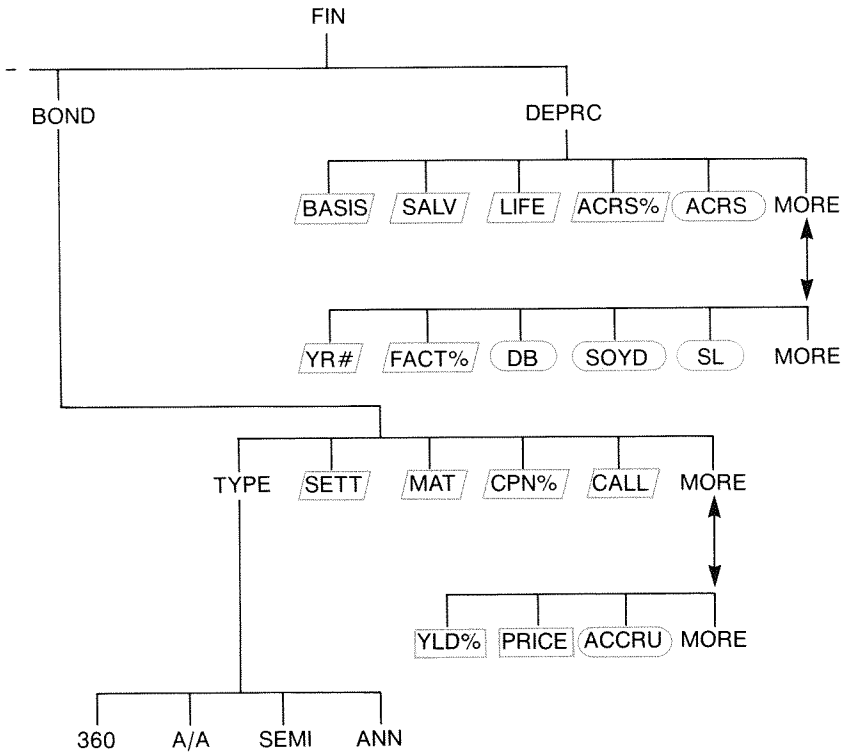 FIN
BOND DEPRC
BASIS SALV LIFE ACRS% ACRS MORE
YR# FACT% DB SOYD SL MORE
TYPE SETT MAT CPN% CALL MORE
YLD% PRICE ACCRU MORE
360 A/A SEMI ANN